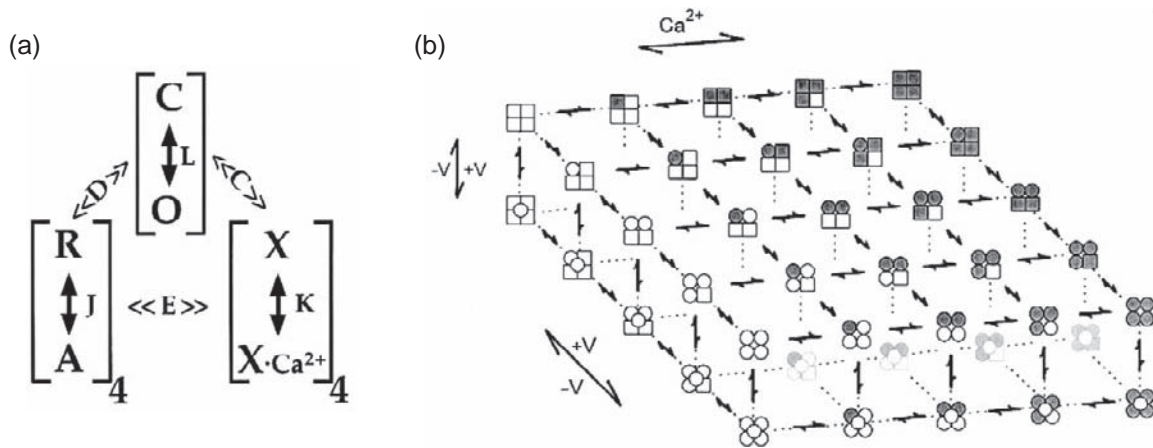 (a)
C
L
O
<<D>>
<<C>>
R
J
A
4
<< E >>
X
K
X·Ca²⁺
4
(b)
Ca²⁺
-V
+V
+V
-V